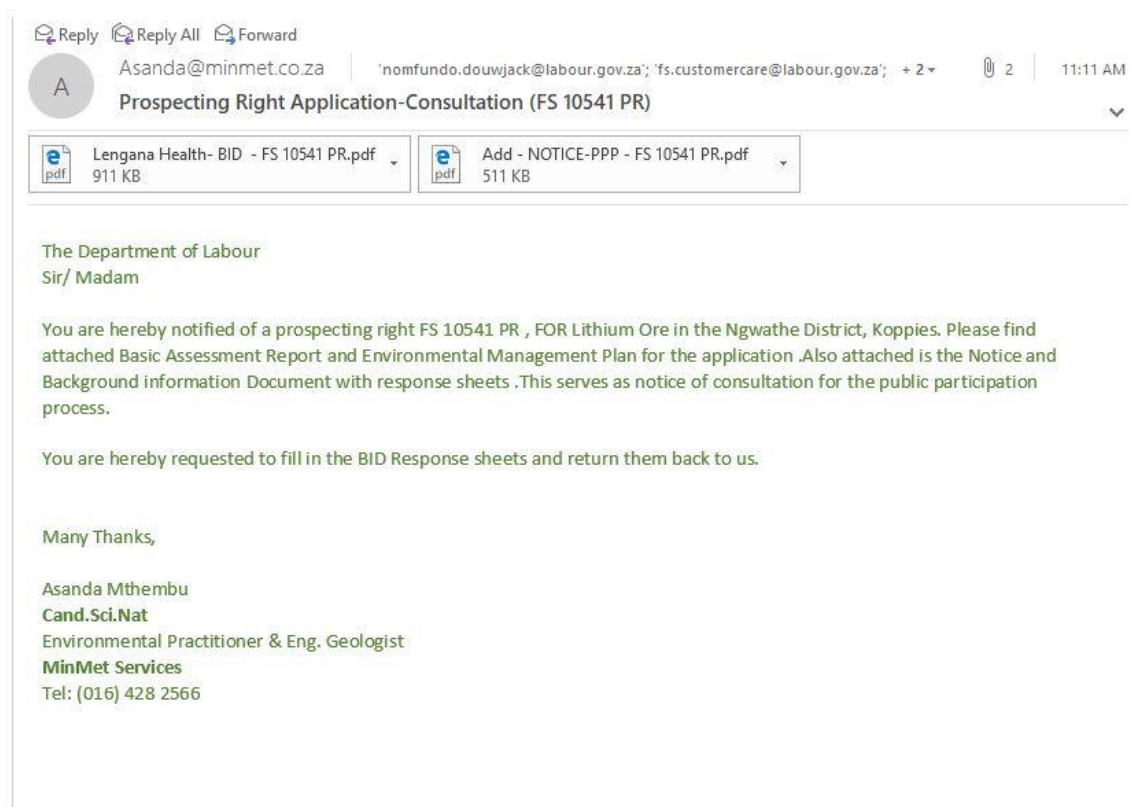 Reply Reply All Forward
Asanda@minmet.co.za 'nomfundo.douwjack@labour.gov.za'; 'fs.customercare@labour.gov.za'; + 2 2 11:11 AM
A
Prospecting Right Application-Consultation (FS 10541 PR)
Lengana Health- BID - FS 10541 PR.pdf
911 KB
Add - NOTICE-PPP - FS 10541 PR.pdf
511 KB
pdf
pdf
The Department of Labour
Sir/ Madam
You are hereby notified of a prospecting right FS 10541 PR , FOR Lithium Ore in the Ngwathe District, Koppies. Please find
attached Basic Assessment Report and Environmental Management Plan for the application .Also attached is the Notice and
Background information Document with response sheets .This serves as notice of consultation for the public participation
process.
You are hereby requested to fill in the BID Response sheets and return them back to us.
Many Thanks,
Asanda Mthembu
Cand.Sci.Nat
Environmental Practitioner & Eng. Geologist
MinMet Services
Tel: (016) 428 2566